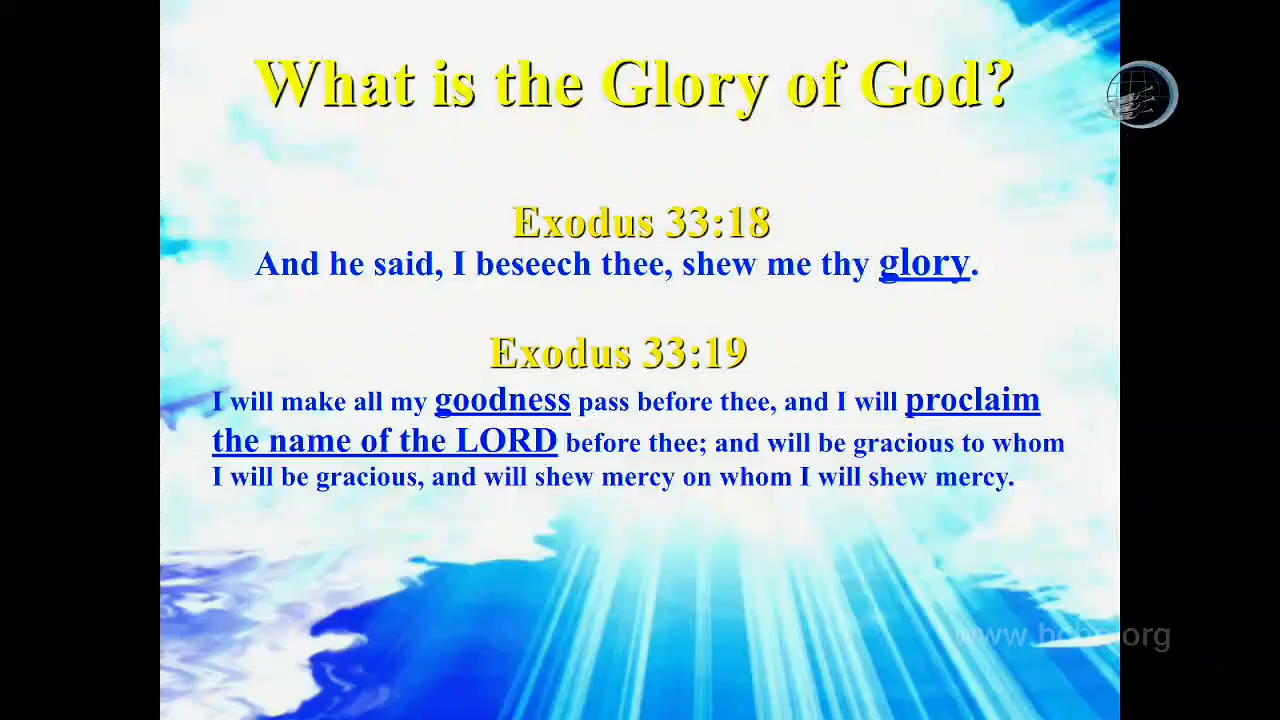 What is the Glory of God?
Exodus 33:18
And he said, I beseech thee, shew me thy glory.
Exodus 33:19
I will make all my goodness pass before thee, and I will proclaim
the name of the LORD before thee; and will be gracious to whom
I will be gracious, and will shew mercy on whom I will shew mercy.